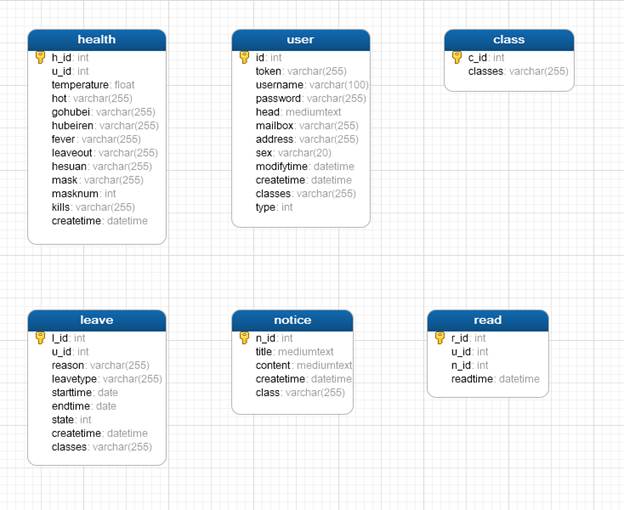 health
h_id: int
u_id: int
temperature: float
hot: varchar(255)
gohubei: varchar(255)
hubeiren: varchar(255)
fever: varchar(255)
leaveout: varchar(255)
hesuan: varchar(255)
mask: varchar(255)
masknum: int
kills: varchar(255)
createtime: datetime
user
id: int
token: varchar(255)
username: varchar(100)
password: varchar(255)
head: mediumtext
mailbox: varchar(255)
address: varchar(255)
sex: varchar(20)
modifytime: datetime
createtime: datetime
classes: varchar(255)
type: int
class
c_id: int
classes: varchar(255)
leave
l_id: int
u_id: int
reason: varchar(255)
leavetype: varchar(255)
starttime: date
endtime: date
state: int
createtime: datetime
classes: varchar(255)
notice
n_id: int
title: mediumtext
content: mediumtext
createtime: datetime
class: varchar(255)
read
r_id: int
u_id: int
n_id: int
readtime: datetime